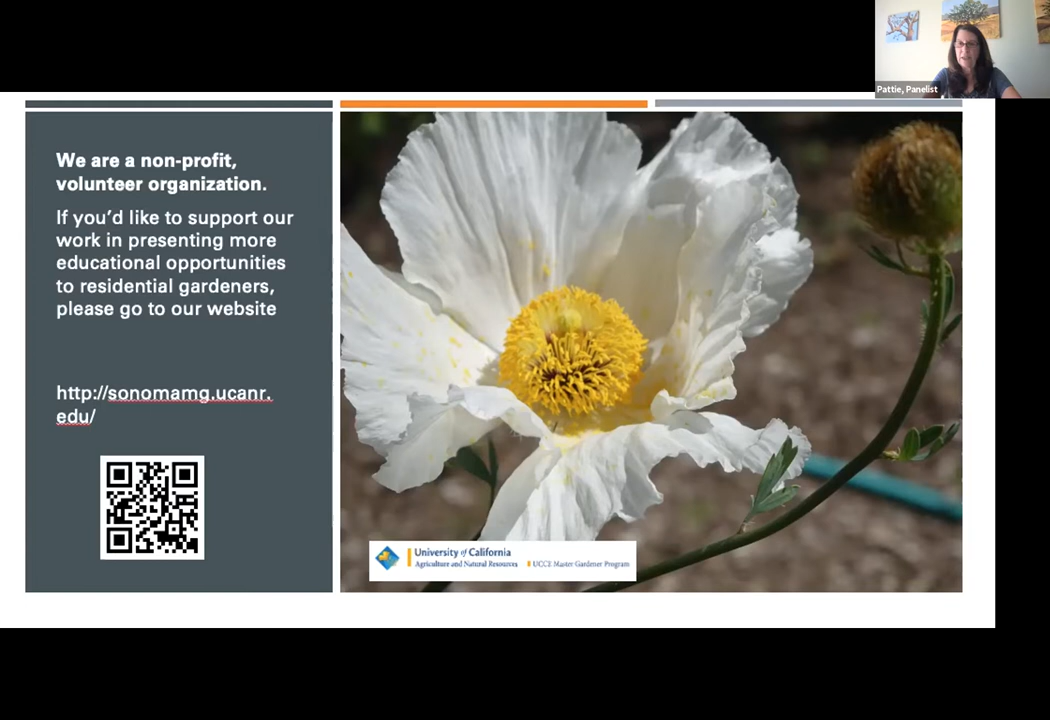 Pattie, Panelist
We are a non-profit,
volunteer organization.
If you’d like to support our
work in presenting more
educational opportunities
to residential gardeners,
please go to our website
http://sonomamg.ucanr.
edu/
University of California
Agriculture and Natural Resources
UCCE Master Gardener Program